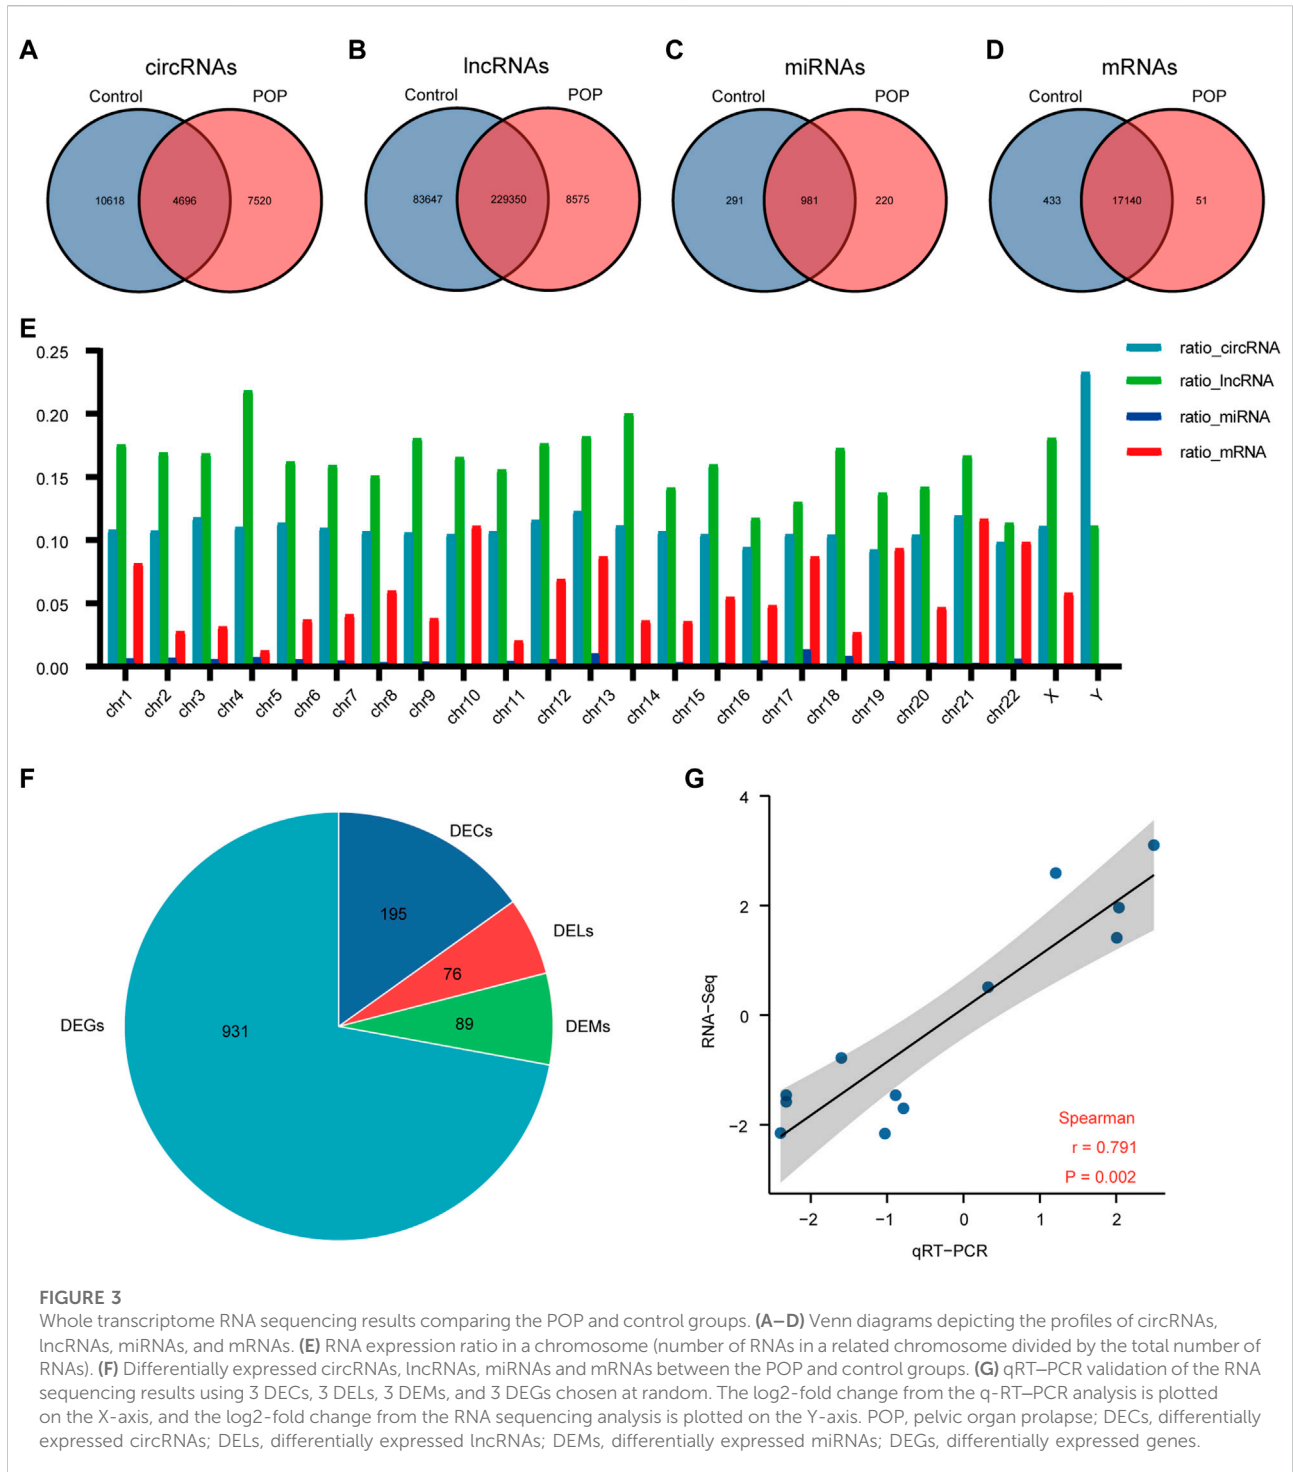 A
circRNAs
Control
POP
10618
4696
7520
B
lncRNAs
Control
POP
83647
229350
8575
C
miRNAs
Control
POP
291
981
220
D
mRNAs
Control
POP
433
17140
51
E
0.25
0.20
0.15
0.10
0.05
0.00
chr1
chr2
chr3
chr4
chr5
chr6
chr7
chr8
chr9
chr10
chr11
chr12
chr13
chr14
chr15
chr16
chr17
chr18
chr19
chr20
chr21
chr22
X
Y
ratio_circRNA
ratio_lncRNA
ratio_miRNA
ratio_mRNA
F
DECs
195
DELs
76
DEMs
89
DEGs
931
G
4
2
0
−2
RNA−Seq
−2
−1
0
1
2
qRT−PCR
Spearman
r = 0.791
P = 0.002
FIGURE 3
Whole transcriptome RNA sequencing results comparing the POP and control groups. (A–D) Venn diagrams depicting the profiles of circRNAs,
lncRNAs, miRNAs, and mRNAs. (E) RNA expression ratio in a chromosome (number of RNAs in a related chromosome divided by the total number of
RNAs). (F) Differentially expressed circRNAs, lncRNAs, miRNAs and mRNAs between the POP and control groups. (G) qRT–PCR validation of the RNA
sequencing results using 3 DECs, 3 DELs, 3 DEMs, and 3 DEGs chosen at random. The log2-fold change from the q-RT–PCR analysis is plotted
on the X-axis, and the log2-fold change from the RNA sequencing analysis is plotted on the Y-axis. POP, pelvic organ prolapse; DECs, differentially
expressed circRNAs; DELs, differentially expressed lncRNAs; DEMs, differentially expressed miRNAs; DEGs, differentially expressed genes.